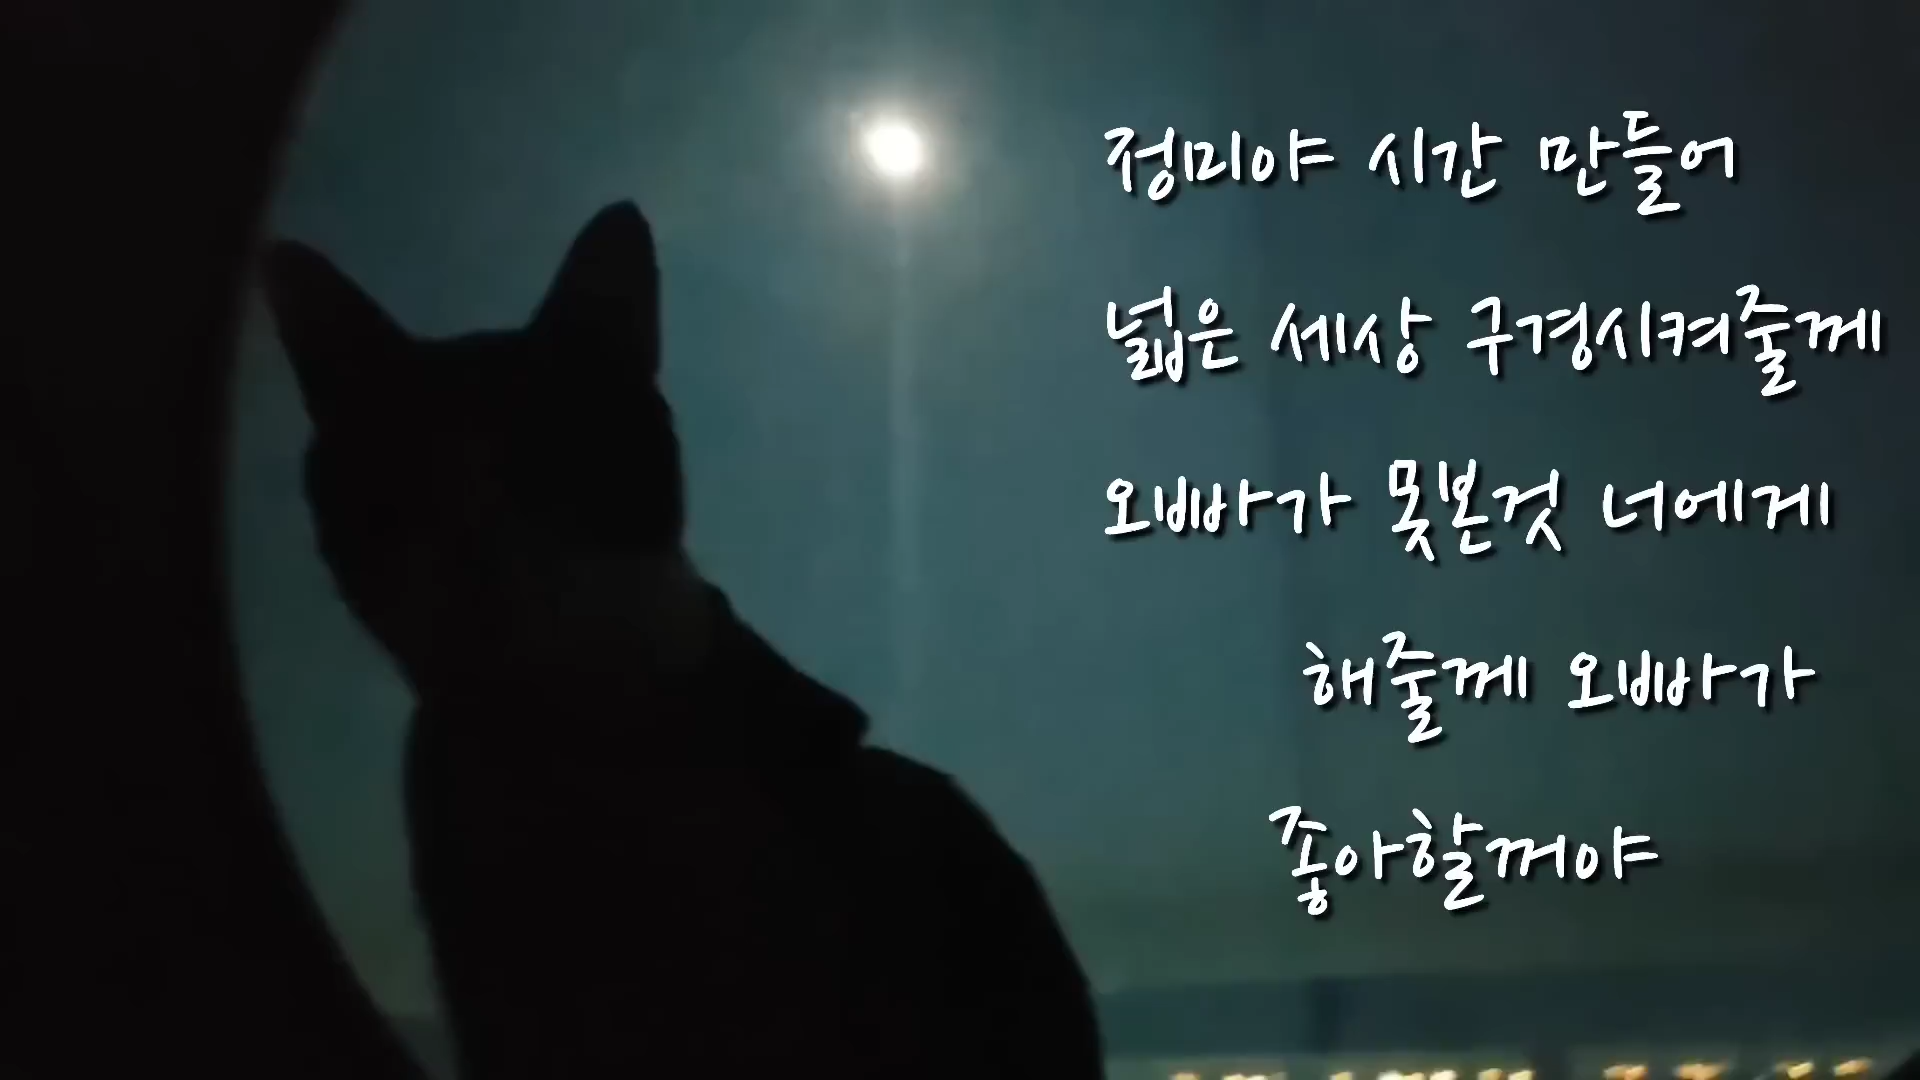 정미야 시간 만들어
넓은 세상 구경시켜줄께
오빠가 못본것 너에게
해줄께 오빠가
좋아할꺼야